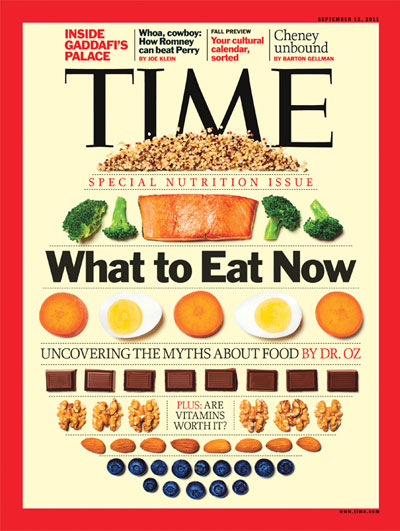 SEPTEMBER 12, 2011
INSIDE
GADDAFI'S
PALACE
Whoa, cowboy:
How Romney
can beat Perry
BY JOE KLEIN
FALL PREVIEW
Your cultural
calendar,
sorted
Cheney
unbound
BY BARTON GELLMAN
TIME
SPECIAL NUTRITION ISSUE
What to Eat Now
UNCOVERING THE MYTHS ABOUT FOOD BY DR. OZ
PLUS: ARE
VITAMINS
WORTH IT?
www.time.com